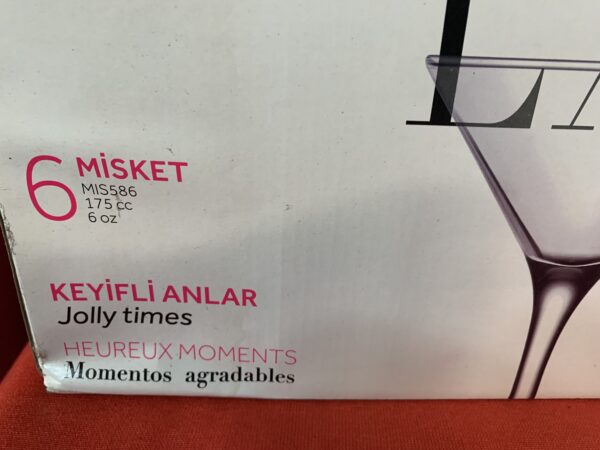 6 MİSKET
MIS586
175 cc
6 oz
KEYİFLİ ANLAR
Jolly times
HEUREUX MOMENTS
Momentos agradables